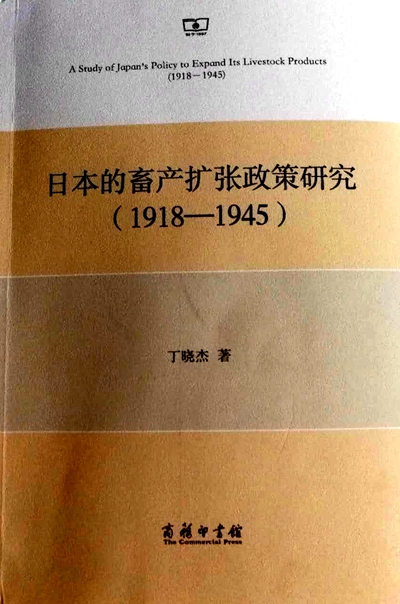 A Study of Japan's Policy to Expand Its Livestock Products
(1918－1945)
日本的畜产扩张政策研究
（1918—1945）
丁晓杰 著
商務印書館
The Commercial Press